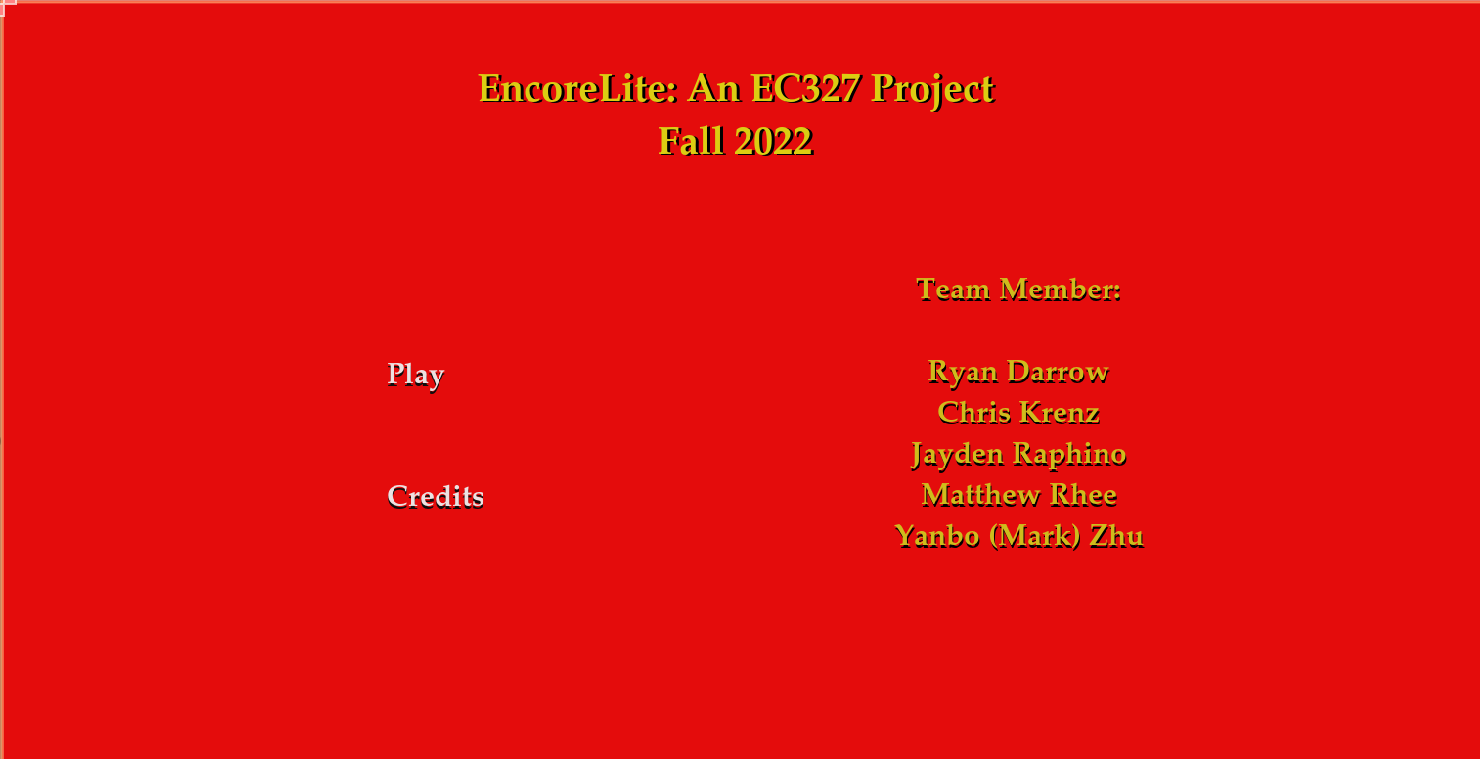 EncoreLite: An EC327 Project
Fall 2022
Play
Credits
Team Member:
Ryan Darrow
Chris Krenz
Jayden Raphino
Matthew Rhee
Yanbo (Mark) Zhu